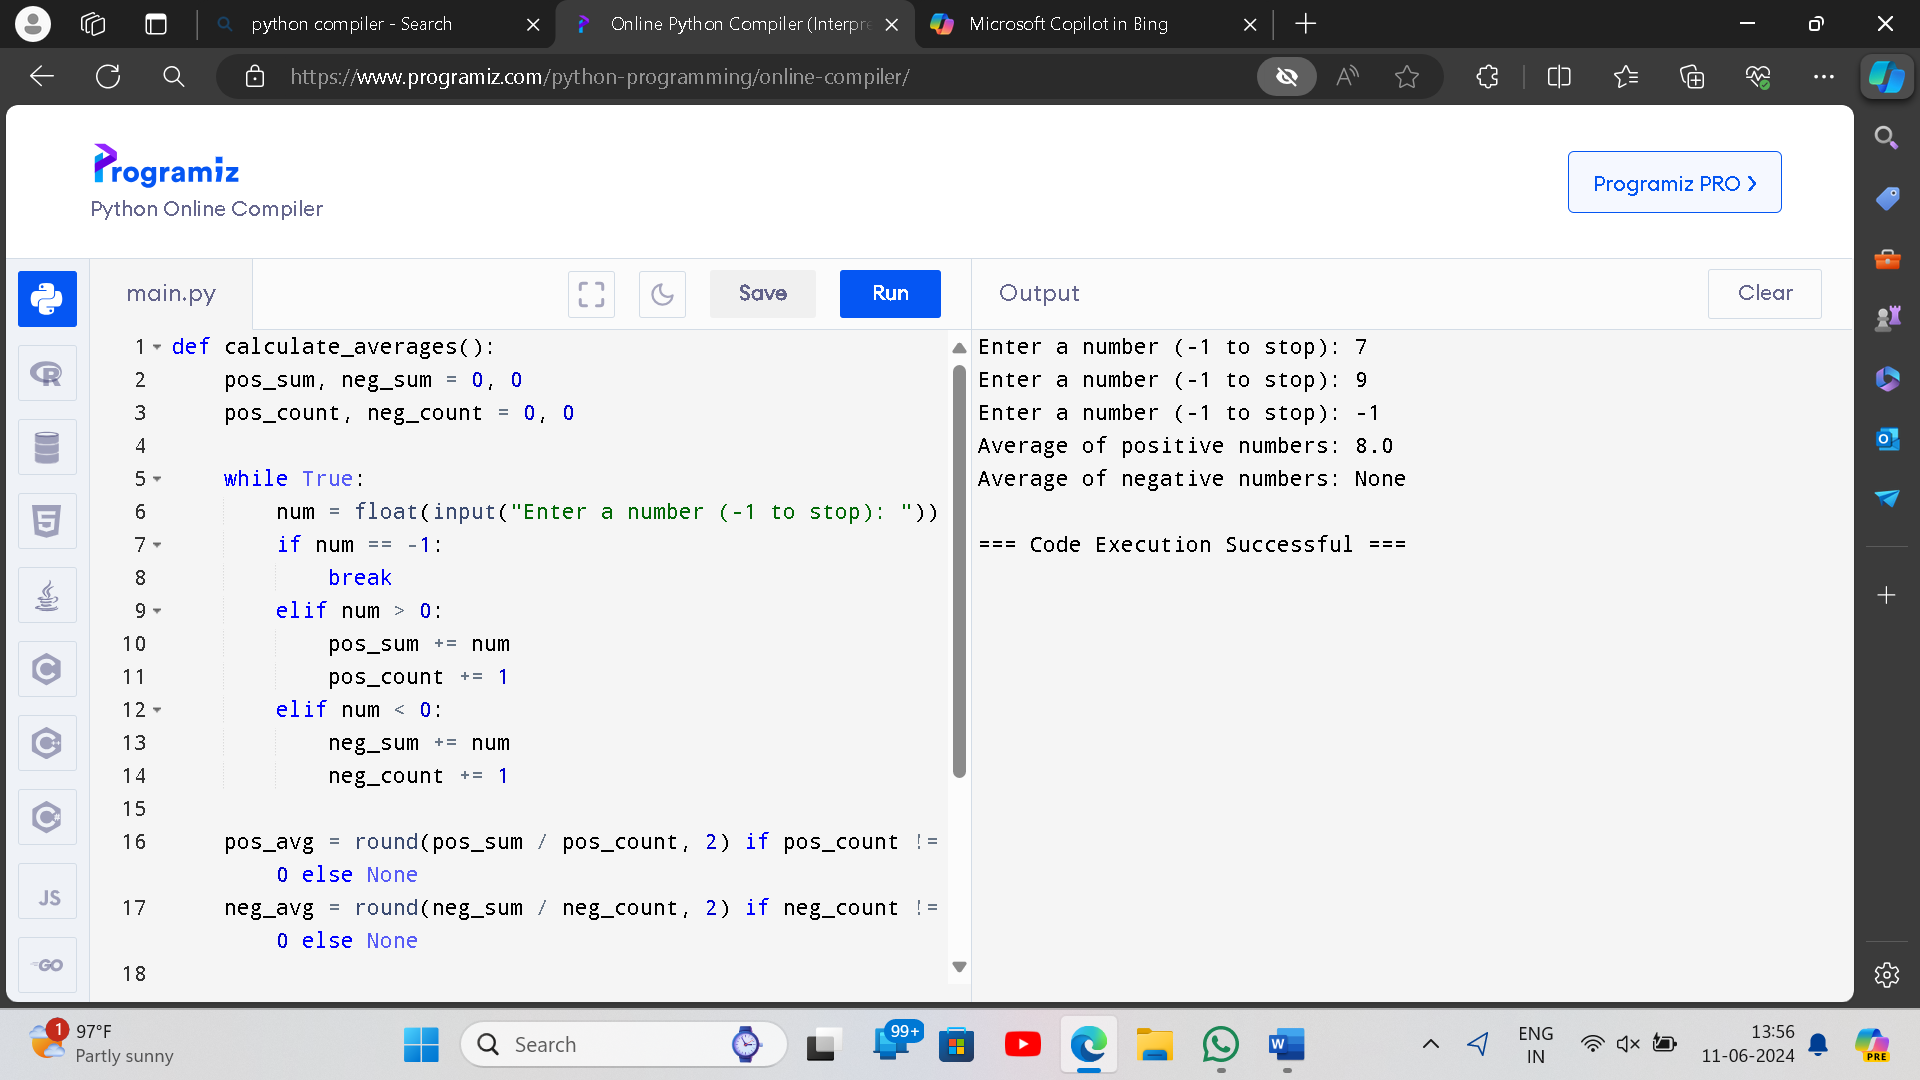 python compiler - Search
Online Python Compiler (Interpre
Microsoft Copilot in Bing
https://www.programiz.com/python-programming/online-compiler/
Programiz
Python Online Compiler
Programiz PRO ›
main.py
Save
Run
Output
Clear
1 def calculate_averages():
2 pos_sum, neg_sum = 0, 0
3 pos_count, neg_count = 0, 0
4
5 while True:
6 num = float(input("Enter a number (-1 to stop): "))
7 if num == -1:
8 break
9 elif num > 0:
10 pos_sum += num
11 pos_count += 1
12 elif num < 0:
13 neg_sum += num
14 neg_count += 1
15
16 pos_avg = round(pos_sum / pos_count, 2) if pos_count !=
0 else None
17 neg_avg = round(neg_sum / neg_count, 2) if neg_count !=
0 else None
18
Enter a number (-1 to stop): 7
Enter a number (-1 to stop): 9
Enter a number (-1 to stop): -1
Average of positive numbers: 8.0
Average of negative numbers: None
=== Code Execution Successful ===
R
5
C
C++
C#
JS
GO
1
97°F
Partly sunny
Search
99+
W
ENG
IN
13:56
11-06-2024
PRE